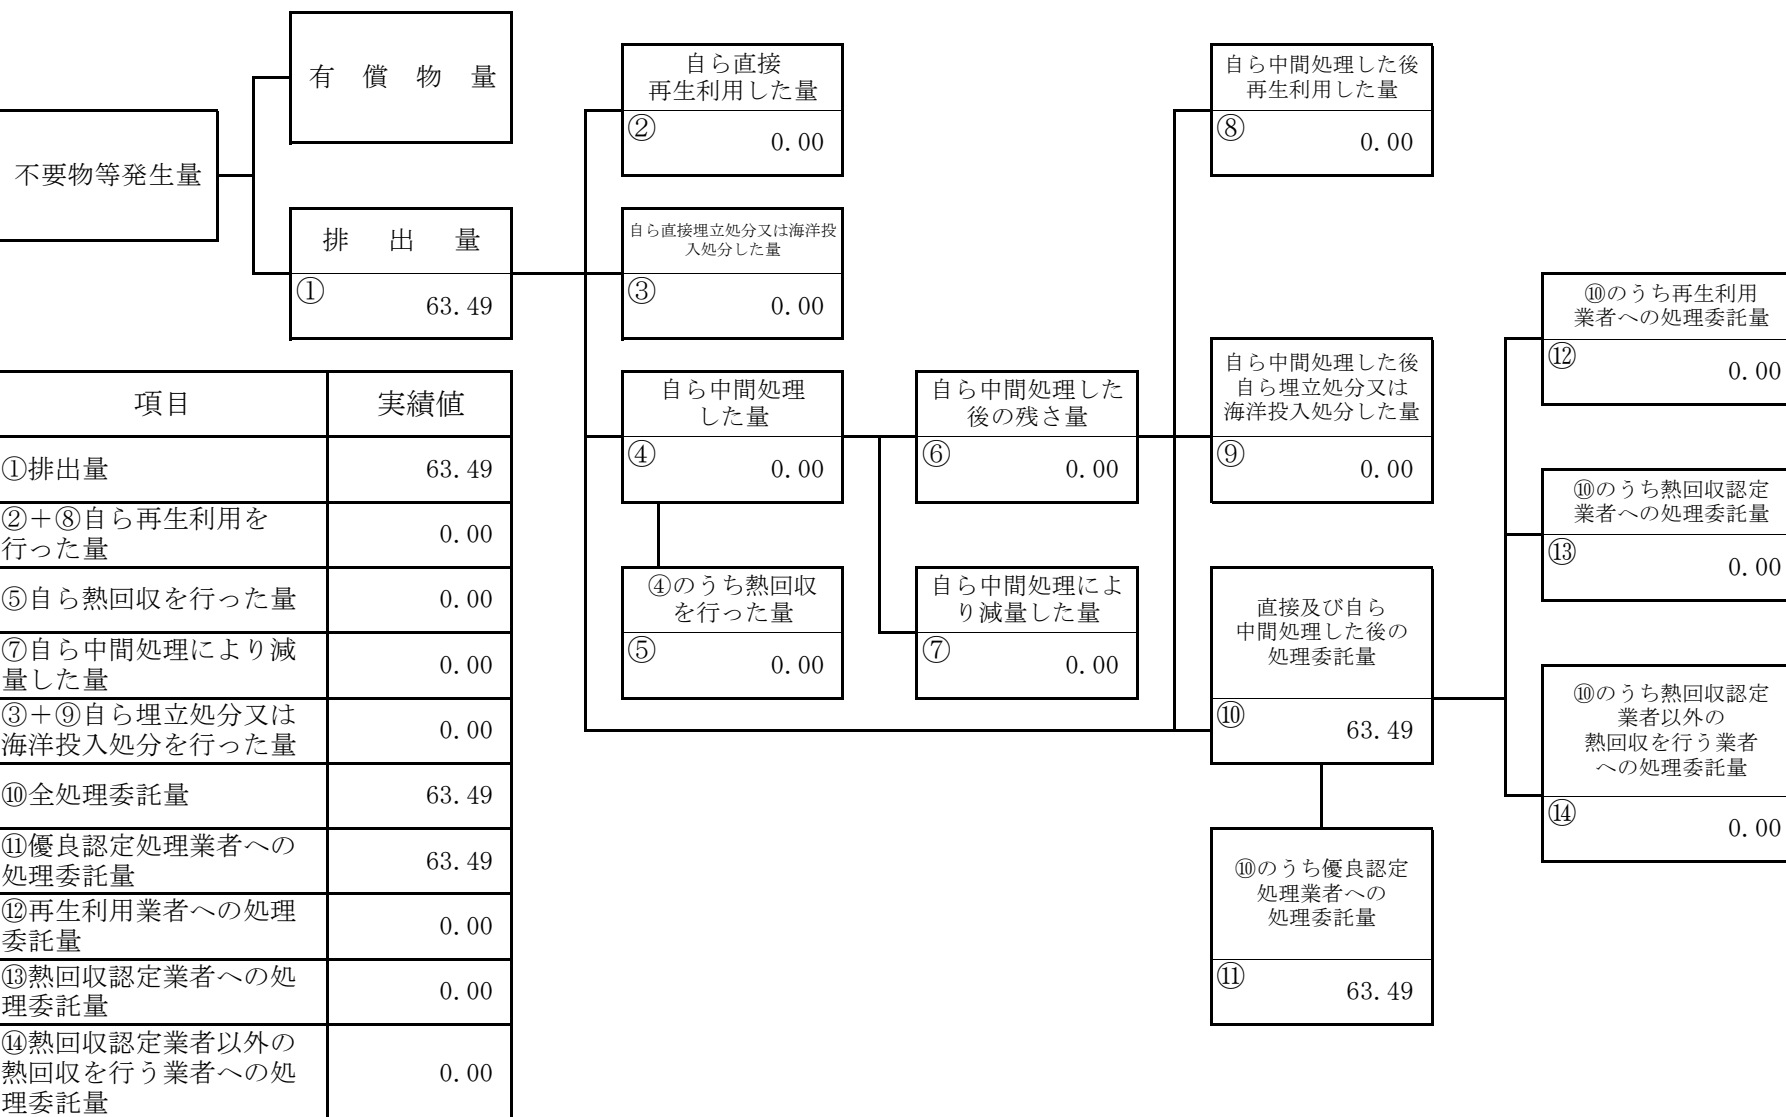 不要物等発生量
有 償 物 量
排 出 量
①
63.49
自ら直接
再生利用した量
②
0.00
自ら直接埋立処分又は海洋投
入処分した量
③
0.00
自ら中間処理
した量
④
0.00
④のうち熱回収
を行った量
⑤
0.00
自ら中間処理した
後の残さ量
⑥
0.00
自ら中間処理によ
り減量した量
⑦
0.00
自ら中間処理した後
再生利用した量
⑧
0.00
自ら中間処理した後
自ら埋立処分又は
海洋投入処分した量
⑨
0.00
直接及び自ら
中間処理した後の
処理委託量
⑩
63.49
⑩のうち優良認定
処理業者への
処理委託量
⑪
63.49
⑩のうち再生利用
業者への処理委託量
⑫
0.00
⑩のうち熱回収認定
業者への処理委託量
⑬
0.00
⑩のうち熱回収認定
業者以外の
熱回収を行う業者
への処理委託量
⑭
0.00
項目 実績値
①排出量 63.49
②+⑧自ら再生利用を
行った量
0.00
⑤自ら熱回収を行った量 0.00
⑦自ら中間処理により減
量した量
0.00
③+⑨自ら埋立処分又は
海洋投入処分を行った量
0.00
⑩全処理委託量 63.49
⑪優良認定処理業者への
処理委託量
63.49
⑫再生利用業者への処理
委託量
0.00
⑬熱回収認定業者への処
理委託量
0.00
⑭熱回収認定業者以外の
熱回収を行う業者への処
理委託量
0.00